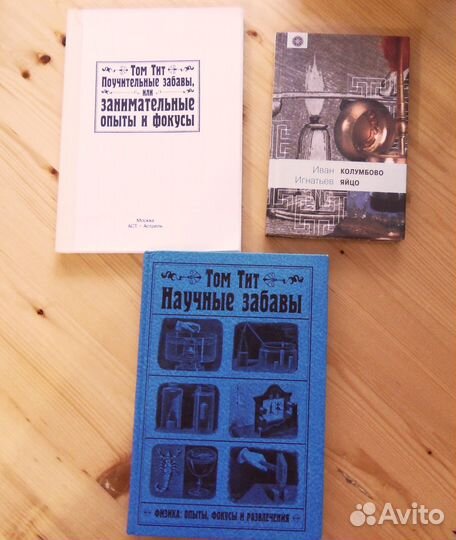 Том Тит
Поучительные забавы,
или
занимательные
опыты и фокусы
Москва
АСТ – Астрель
Иван КОЛУМБОВО
Игнатьев ЯЙЦО
Том Тит
Научные забавы
ФИЗИКА: ОПЫТЫ, ФОКУСЫ И РАЗВЛЕЧЕНИЯ
Avito